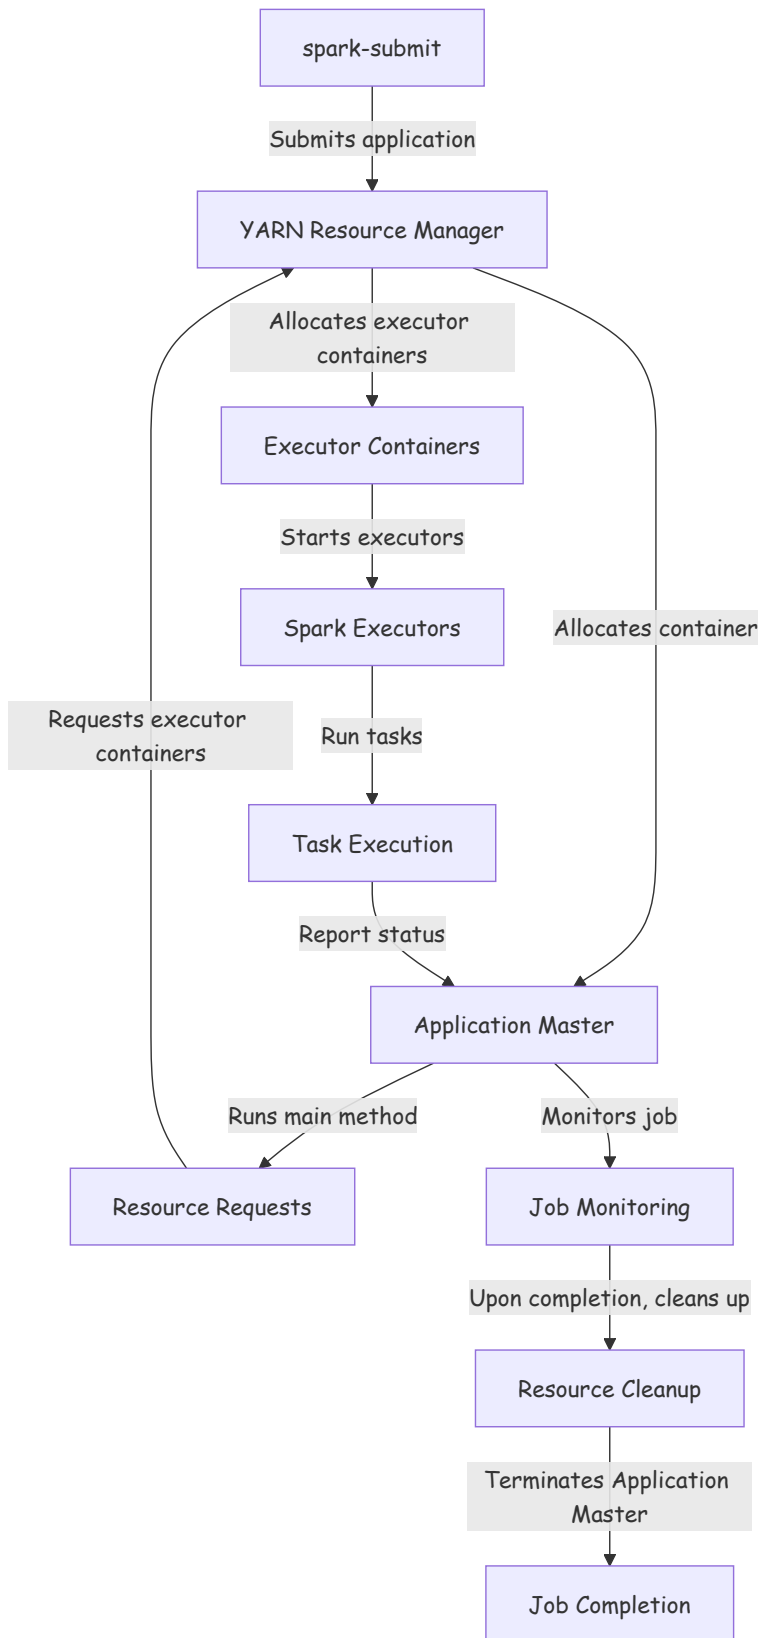 spark-submit
Submits application
YARN Resource Manager
Allocates executor
containers
Executor Containers
Starts executors
Spark Executors
Allocates container
Requests executor
containers
Run tasks
Task Execution
Report status
Application Master
Runs main method
Monitors job
Resource Requests
Job Monitoring
Upon completion, cleans up
Resource Cleanup
Terminates Application
Master
Job Completion